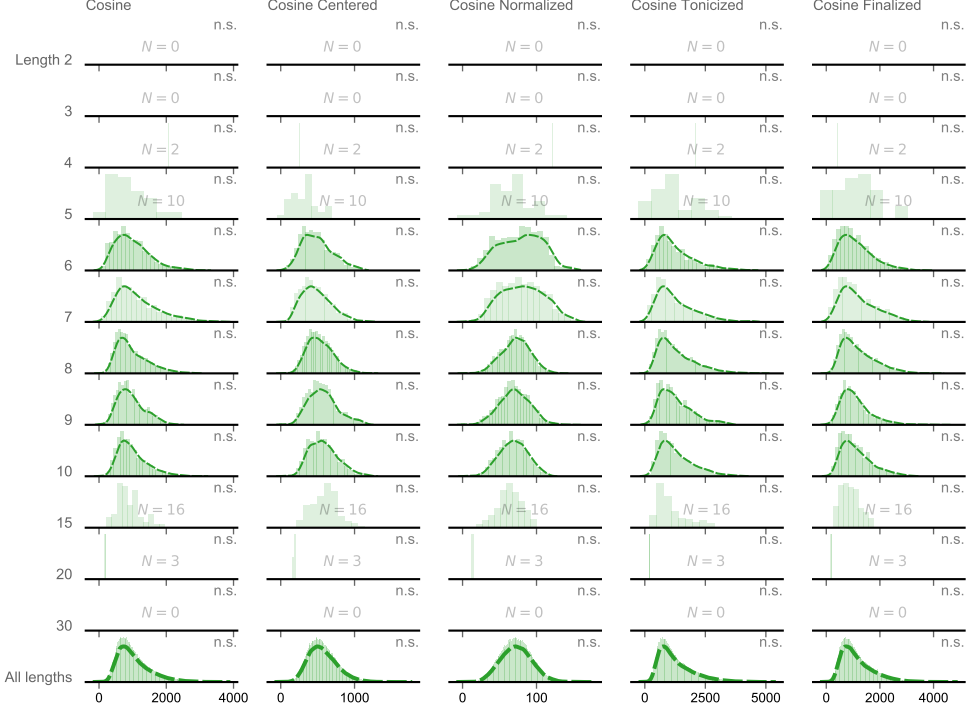 Cosine Cosine Centered Cosine Normalized Cosine Tonicized Cosine Finalized
n.s. n.s. n.s. n.s. n.s.
Length 2 N = 0 N = 0 N = 0 N = 0 N = 0
n.s. n.s. n.s. n.s. n.s.
3 N = 0 N = 0 N = 0 N = 0 N = 0
n.s. n.s. n.s. n.s. n.s.
4 N = 2 N = 2 N = 2 N = 2 N = 2
n.s. n.s. n.s. n.s. n.s.
5 N = 10 N = 10 N = 10 N = 10 N = 10
n.s. n.s. n.s. n.s. n.s.
6
n.s. n.s. n.s. n.s. n.s.
7
n.s. n.s. n.s. n.s. n.s.
8
n.s. n.s. n.s. n.s. n.s.
9
n.s. n.s. n.s. n.s. n.s.
10
n.s. n.s. n.s. n.s. n.s.
15 N = 16 N = 16 N = 16 N = 16 N = 16
n.s. n.s. n.s. n.s. n.s.
20 N = 3 N = 3 N = 3 N = 3 N = 3
n.s. n.s. n.s. n.s. n.s.
30 N = 0 N = 0 N = 0 N = 0 N = 0
n.s. n.s. n.s. n.s. n.s.
All lengths
0 2000 4000 0 1000 0 100 0 2500 5000 0 2000 4000